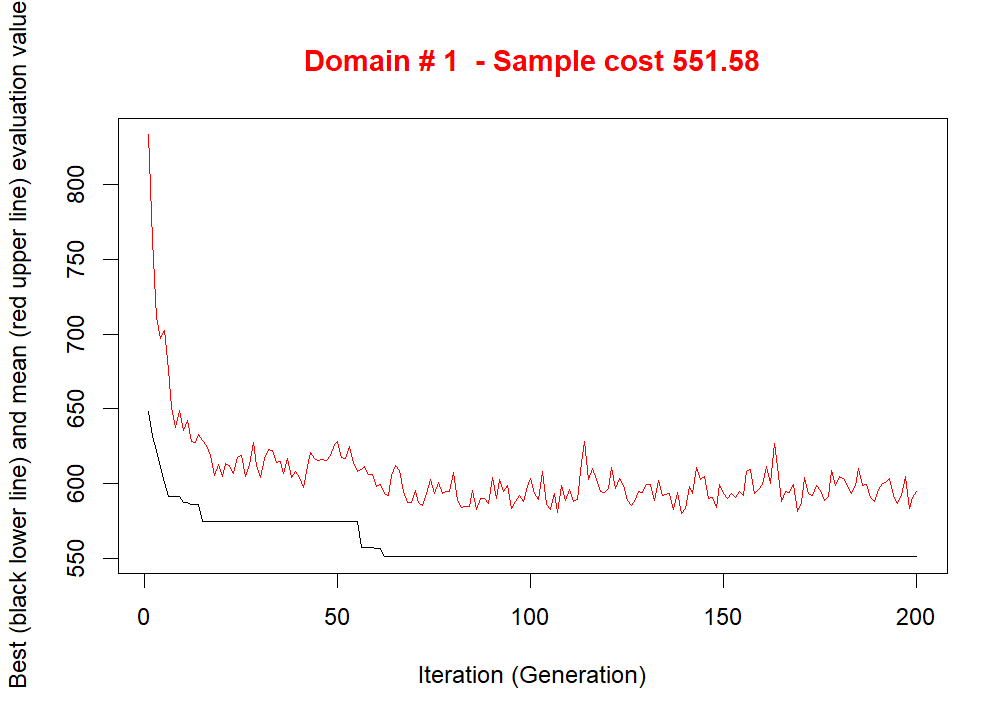 Domain # 1  - Sample cost 551.58
Best (black lower line) and mean (red upper line) evaluation value
800
750
700
650
600
550
0 50 100 150 200
Iteration (Generation)